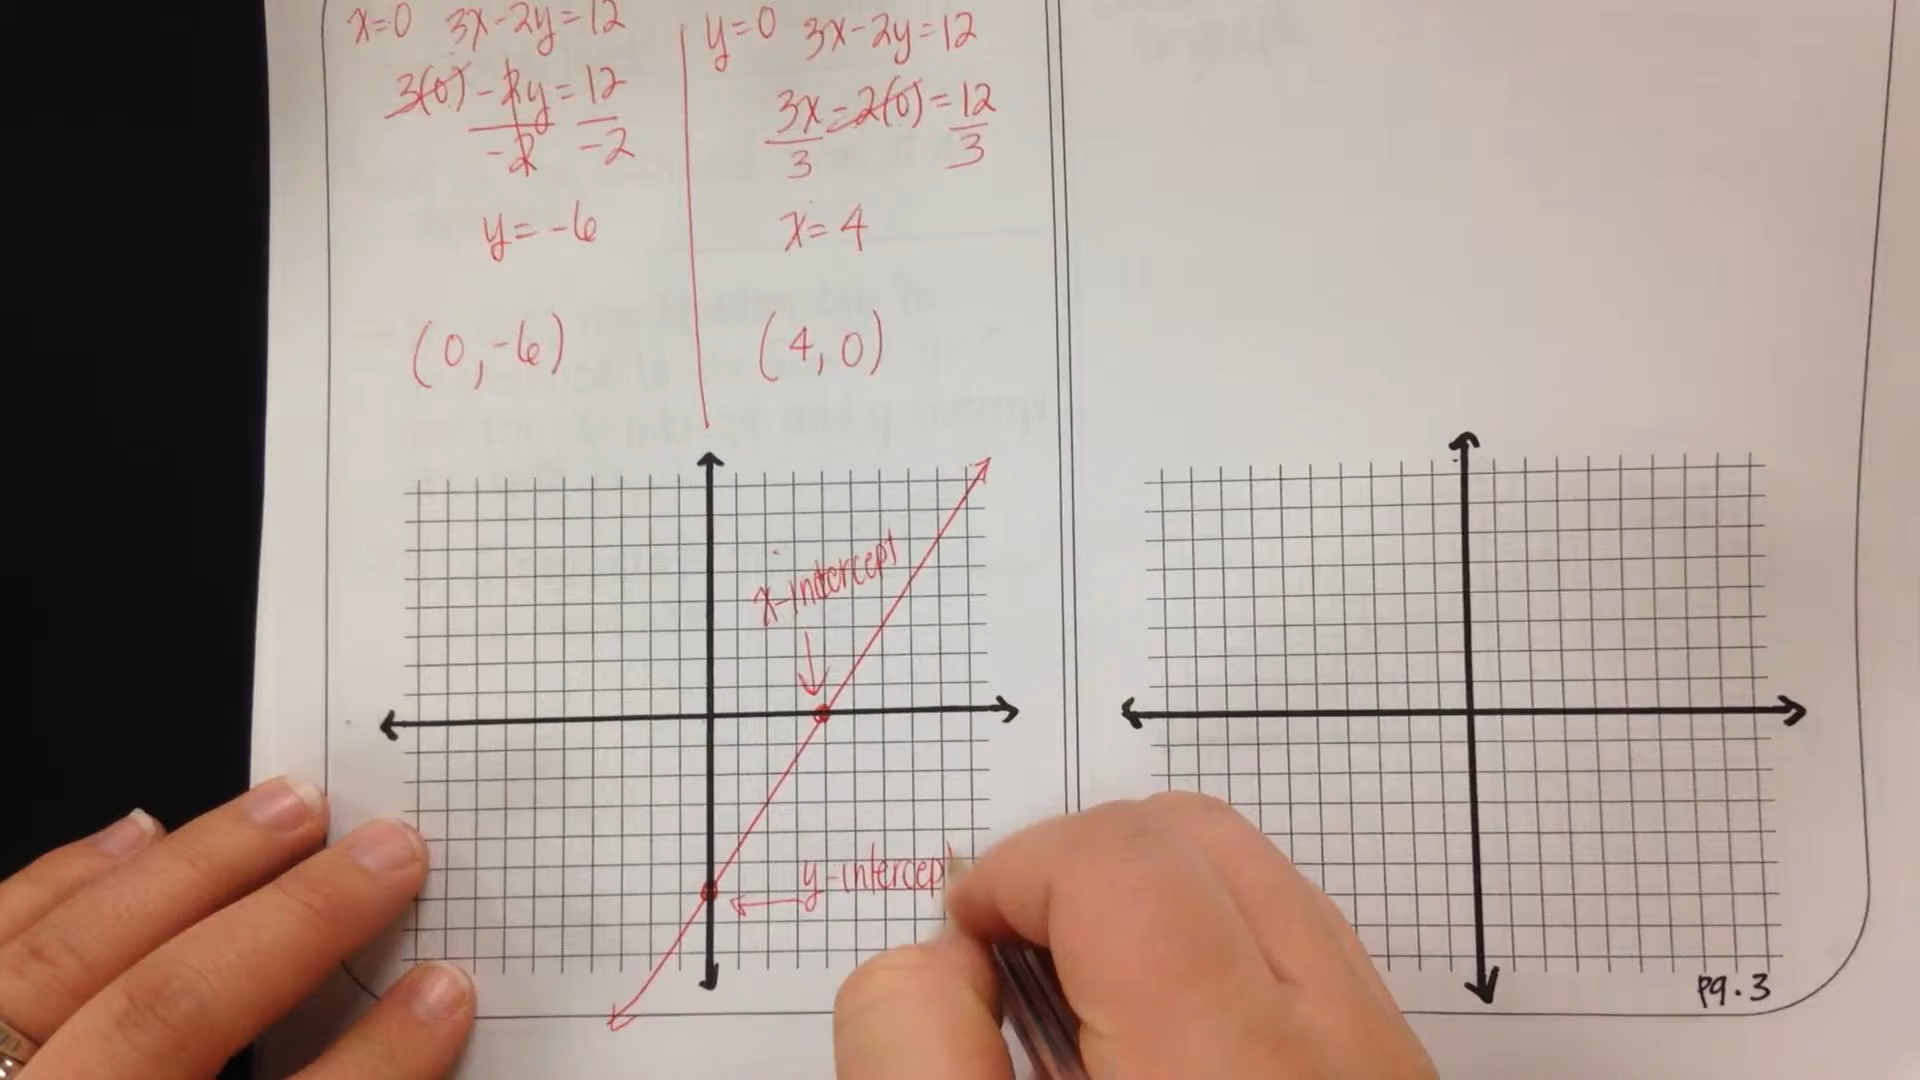 x=0 3x-2y=12
3(0)-2y=12
-2 -2
y=-6
(0,-6)
y=0 3x-2y=12
3x-2(0)=12
3 3
x=4
(4,0)
x-intercept
y-intercept
pg.3